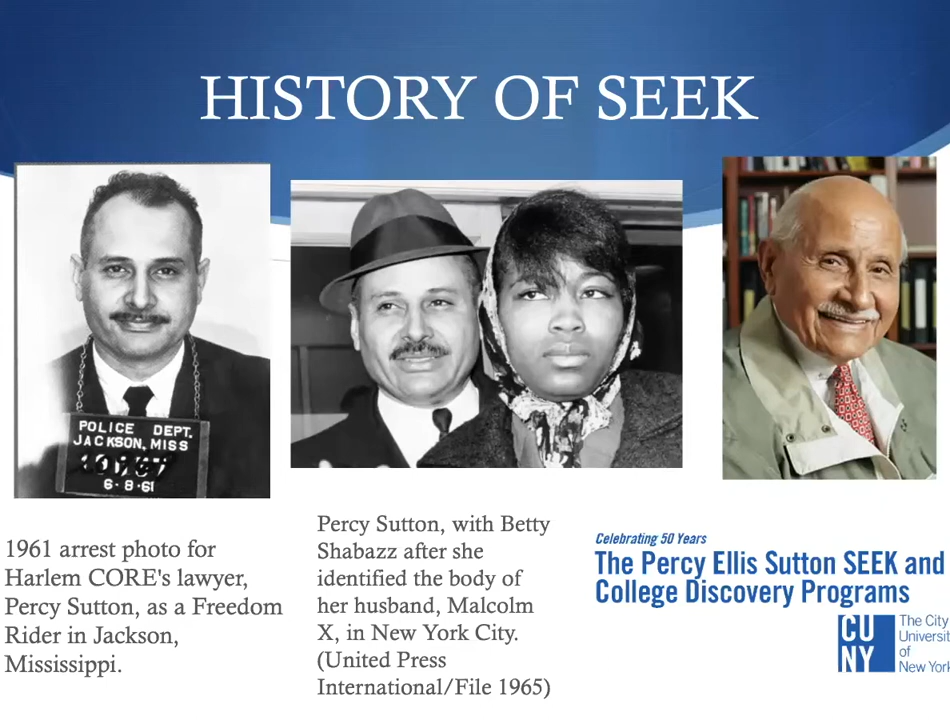 HISTORY OF SEEK
POLICE DEPT.
JACKSON, MISS
6-8-61
1961 arrest photo for
Harlem CORE's lawyer,
Percy Sutton, as a Freedom
Rider in Jackson,
Mississippi.
Percy Sutton, with Betty
Shabazz after she
identified the body of
her husband, Malcolm
X, in New York City.
(United Press
International/File 1965)
Celebrating 50 Years
The Percy Ellis Sutton SEEK and
College Discovery Programs
CU
NY
The City
Universit
of
New York